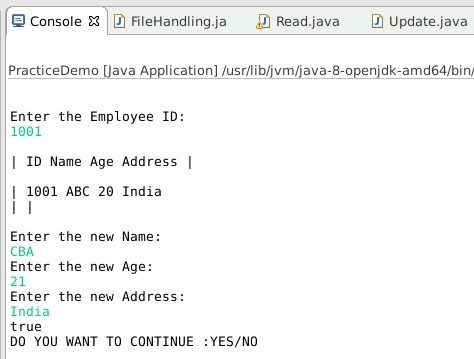 Console FileHandling.ja Read.java Update.java
PracticeDemo [Java Application] /usr/lib/jvm/java-8-openjdk-amd64/bin/
Enter the Employee ID:
1001
| ID Name Age Address |
| 1001 ABC 20 India
| |
Enter the new Name:
CBA
Enter the new Age:
21
Enter the new Address:
India
true
DO YOU WANT TO CONTINUE :YES/NO